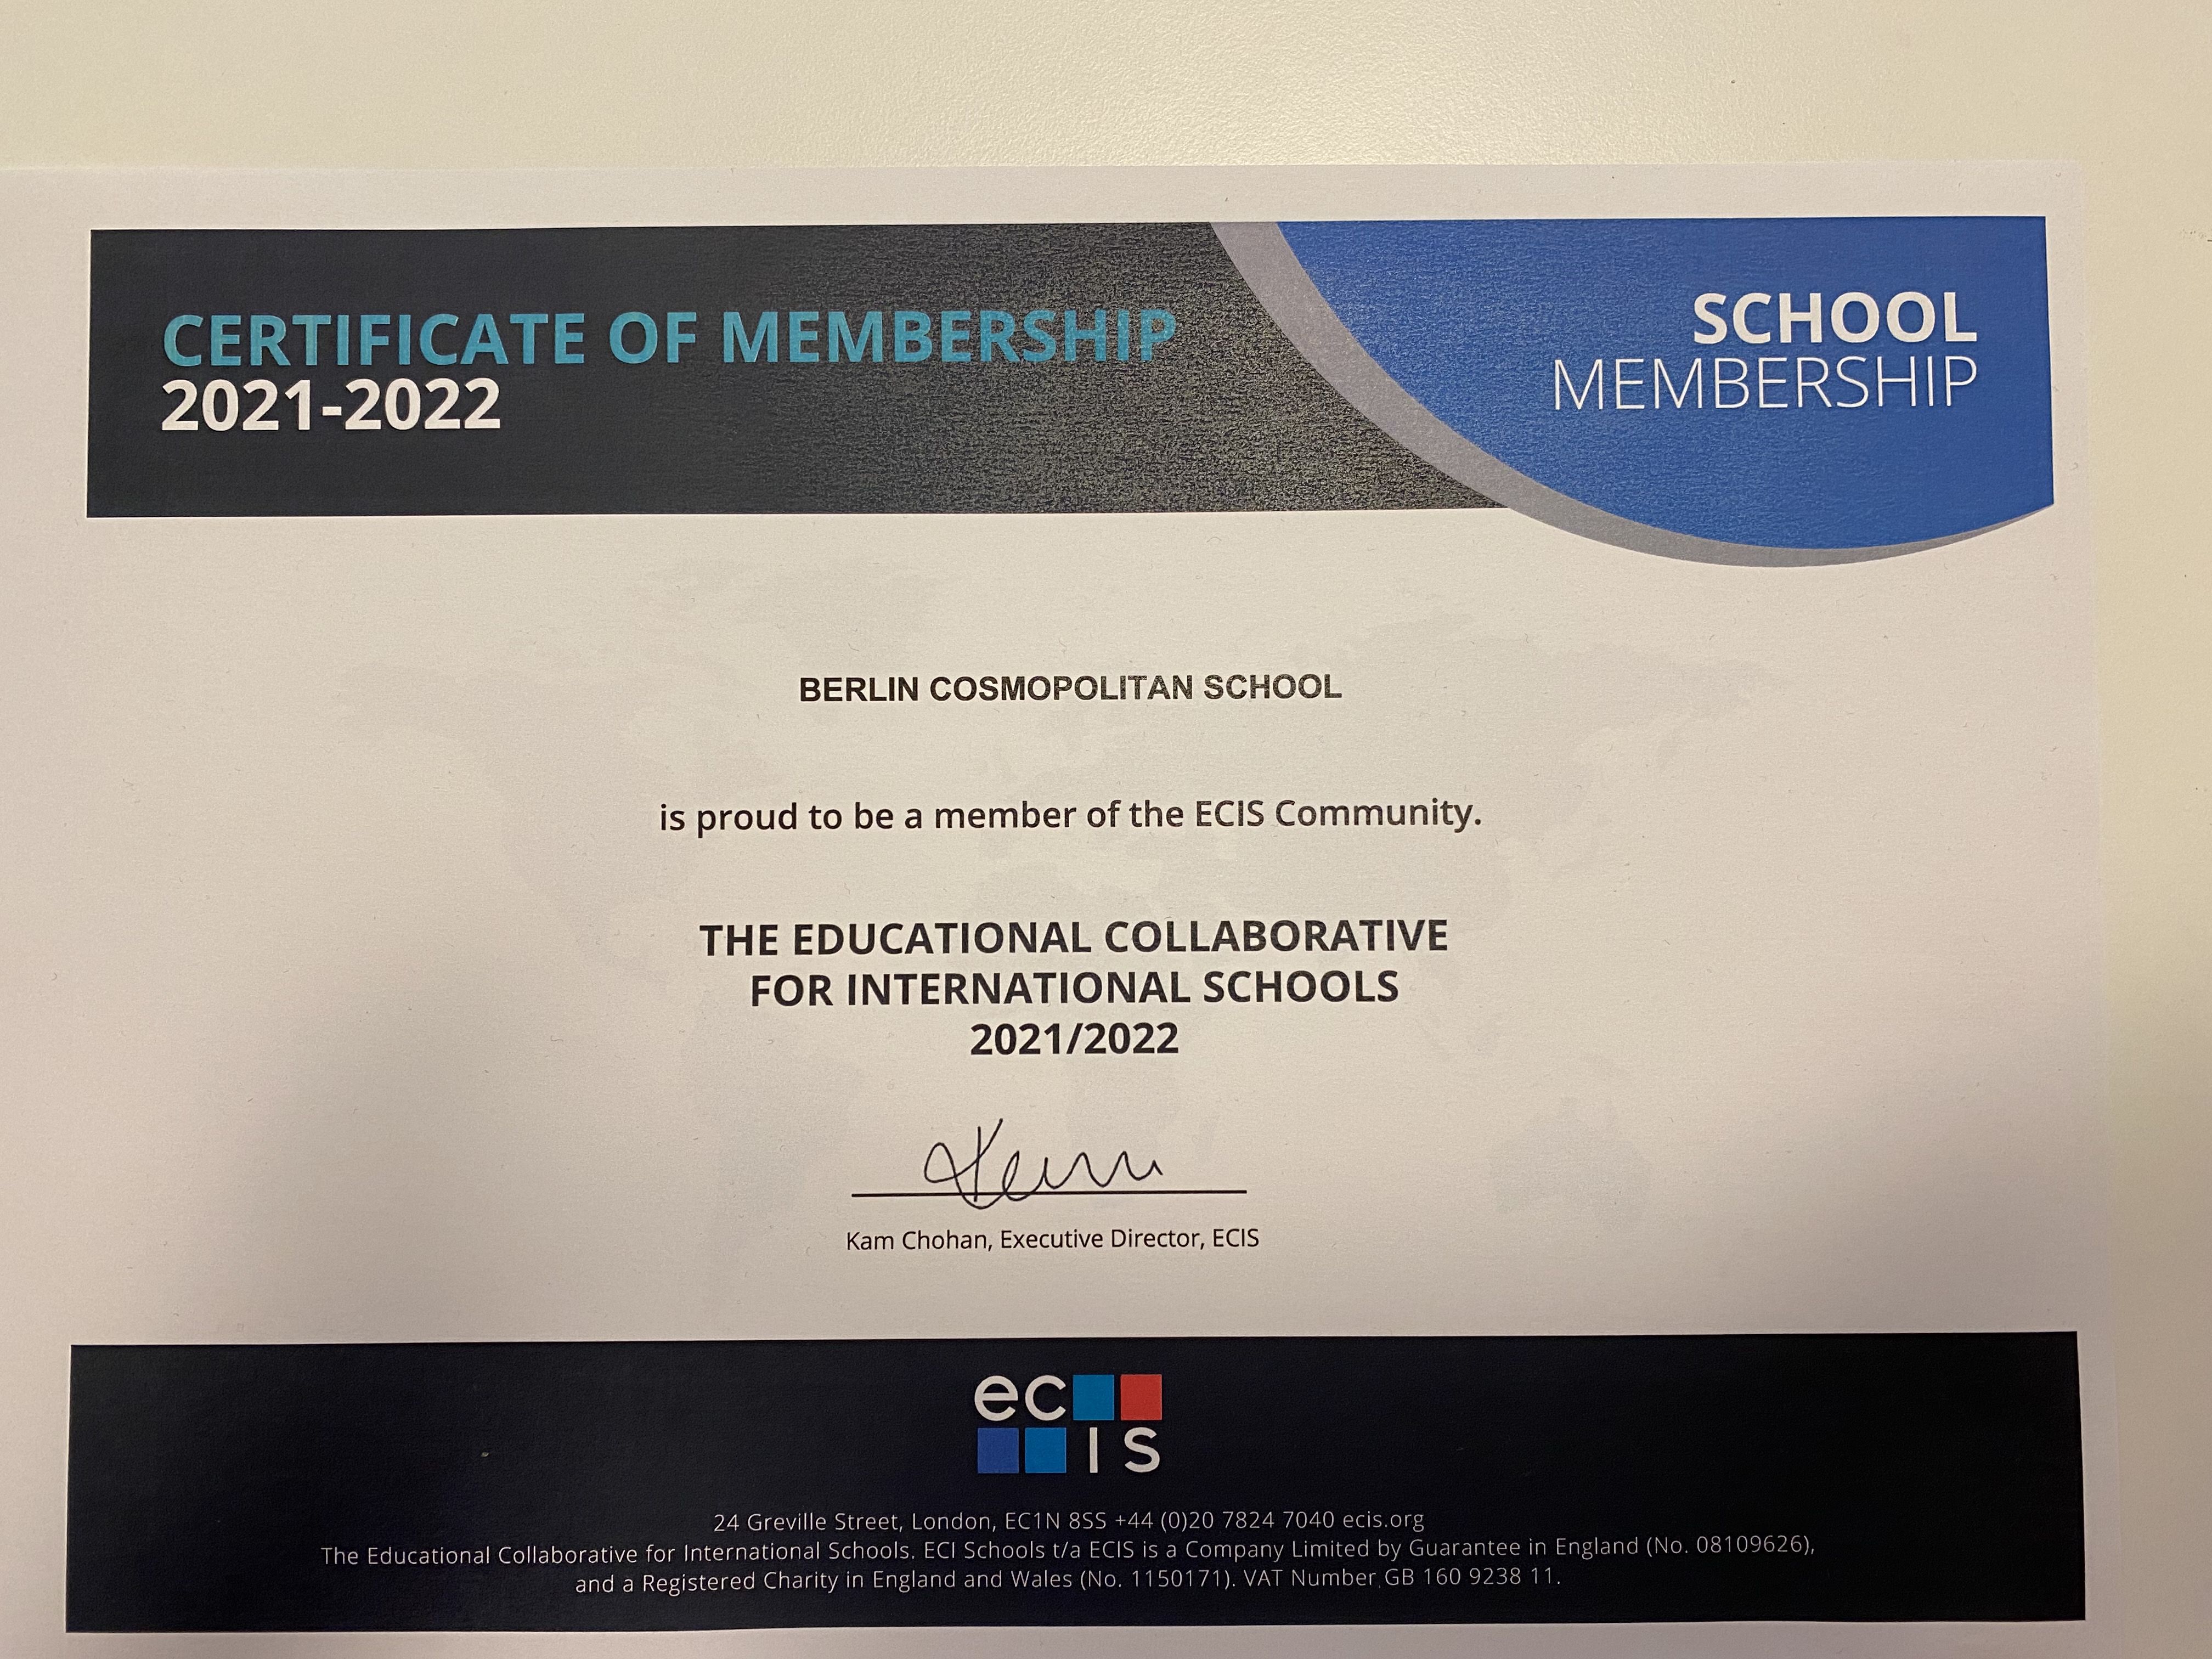 CERTIFICATE OF MEMBERSHIP
2021-2022
SCHOOL
MEMBERSHIP
BERLIN COSMOPOLITAN SCHOOL
is proud to be a member of the ECIS Community.
THE EDUCATIONAL COLLABORATIVE
FOR INTERNATIONAL SCHOOLS
2021/2022
Kam Chohan, Executive Director, ECIS
ec
IS
24 Greville Street, London, EC1N 8SS +44 (0)20 7824 7040 ecis.org
The Educational Collaborative for International Schools. ECI Schools t/a ECIS is a Company Limited by Guarantee in England (No. 08109626),
and a Registered Charity in England and Wales (No. 1150171). VAT Number GB 160 9238 11.